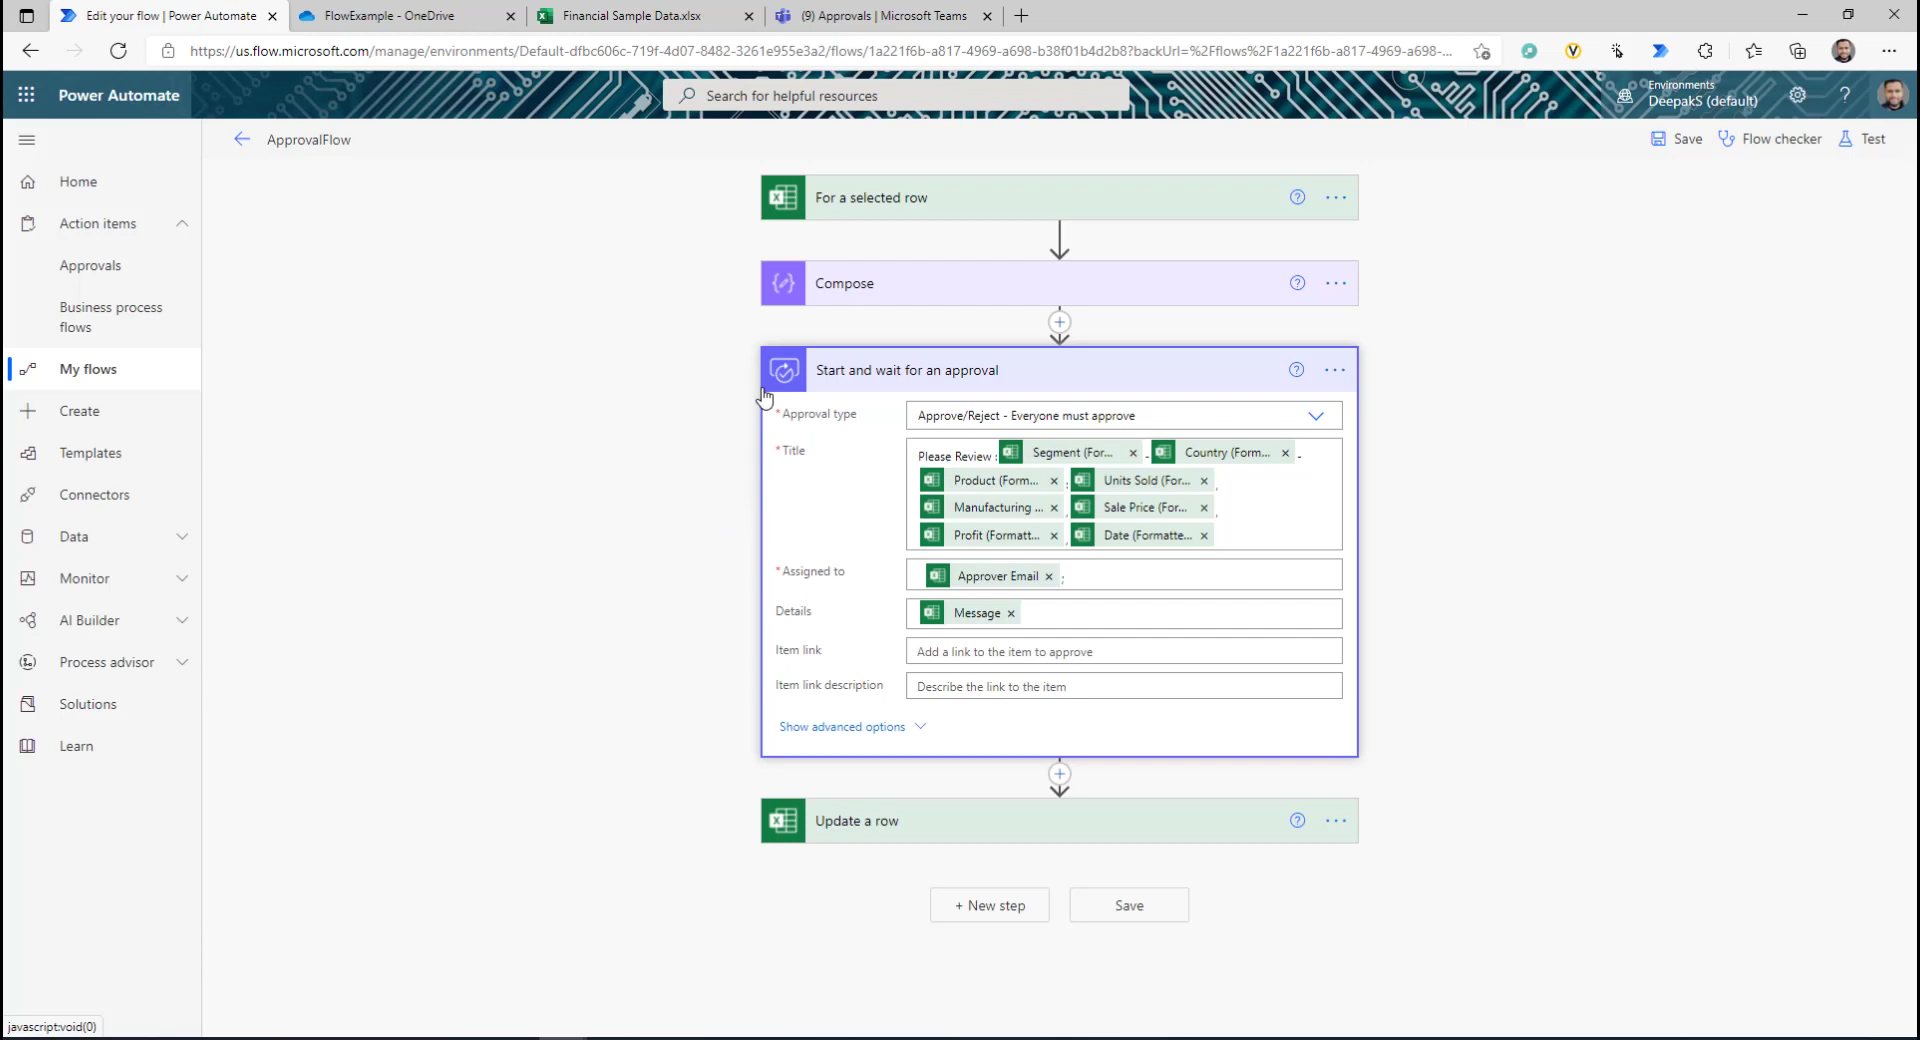 Edit your flow | Power Automate
FlowExample - OneDrive
Financial Sample Data.xlsx
(9) Approvals | Microsoft Teams
https://us.flow.microsoft.com/manage/environments/Default-dfbc606c-719f-4d07-8482-3261e955e3a2/flows/1a221f6b-a817-4969-a698-b38f01b4d2b8?backUrl=%2Fflows%2F1a221f6b-a817-4969-a698-...
Power Automate
Search for helpful resources
Environments
DeepakS (default)
ApprovalFlow
Save
Flow checker
Test
Home
Action items
Approvals
Business process
flows
My flows
Create
Templates
Connectors
Data
Monitor
AI Builder
Process advisor
Solutions
Learn
For a selected row
Compose
Start and wait for an approval
*Approval type
Approve/Reject - Everyone must approve
*Title
Please Review : Segment (For... × - Country (Form... × -
Product (Form... × : Units Sold (For... × ,
Manufacturing ... × , Sale Price (For... × ,
Profit (Formatt... × , Date (Formatte... ×
*Assigned to
Approver Email × ;
Details
Message ×
Item link
Add a link to the item to approve
Item link description
Describe the link to the item
Show advanced options
Update a row
+ New step
Save
javascript:void(0)